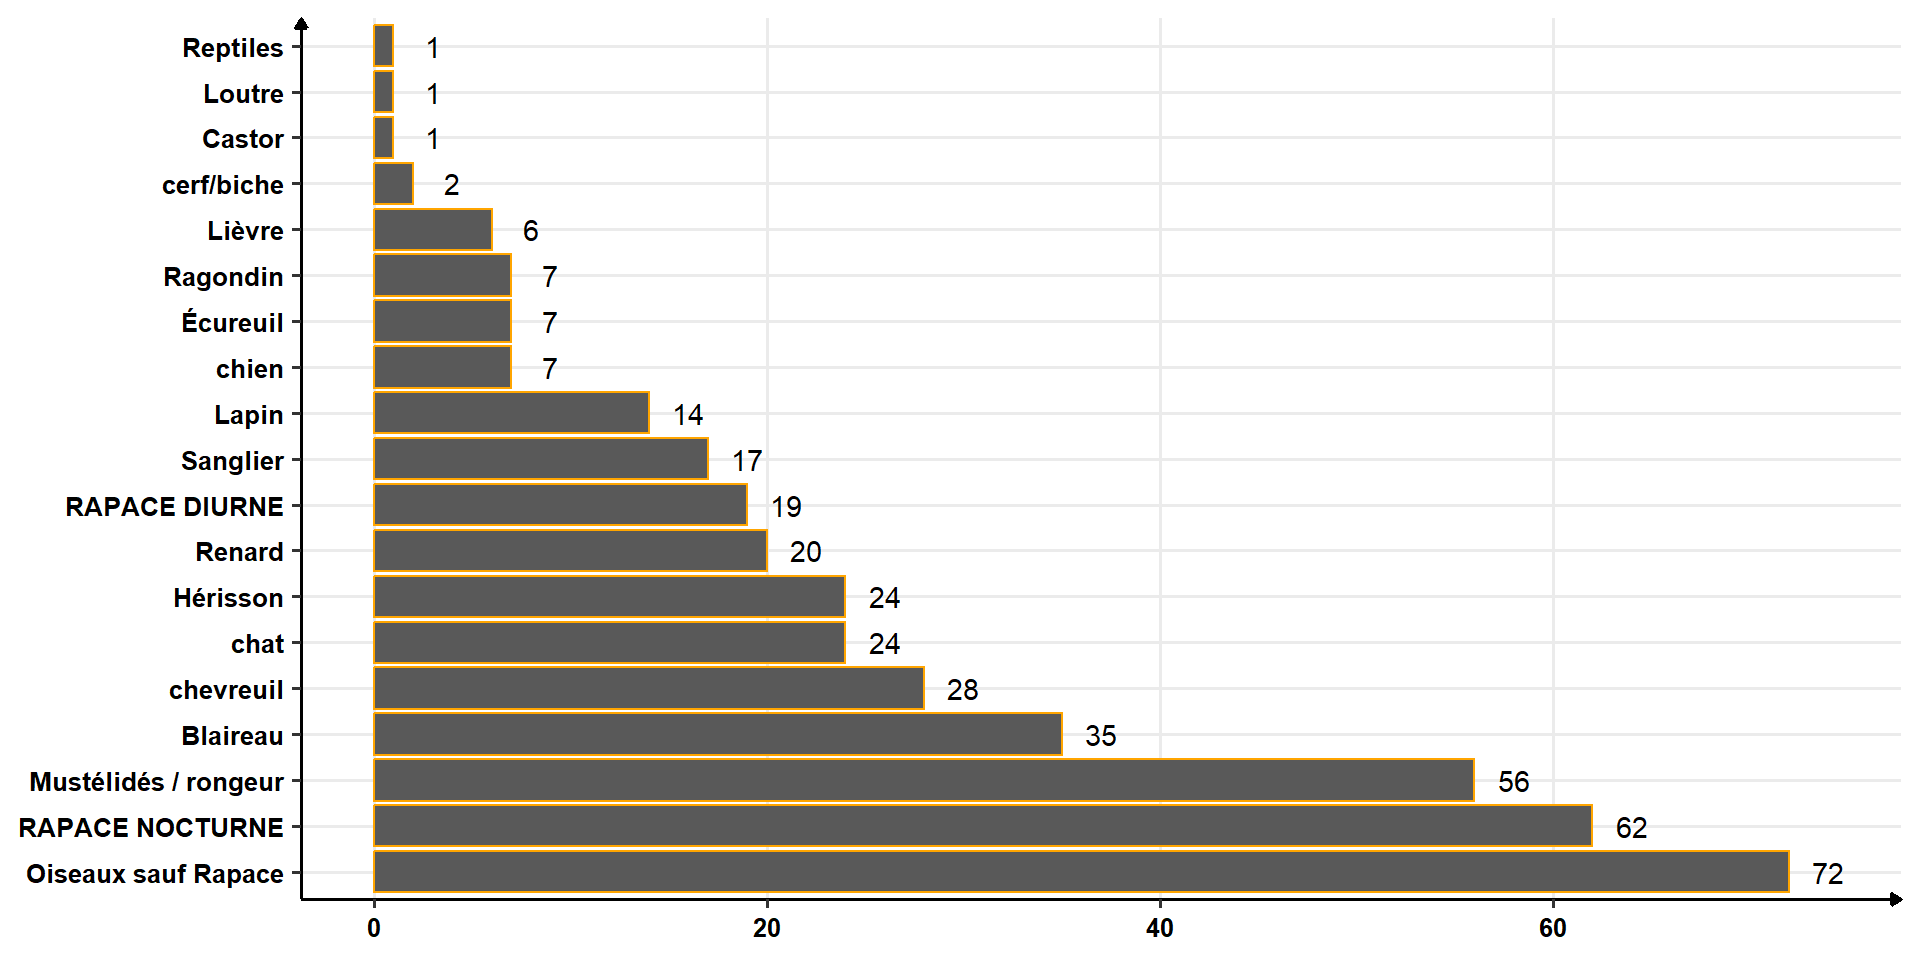 Reptiles 1
Loutre 1
Castor 1
cerf/biche 2
Lièvre 6
Ragondin 7
Écureuil 7
chien 7
Lapin 14
Sanglier 17
RAPACE DIURNE 19
Renard 20
Hérisson 24
chat 24
chevreuil 28
Blaireau 35
Mustélidés / rongeur 56
RAPACE NOCTURNE 62
Oiseaux sauf Rapace 72
0 20 40 60